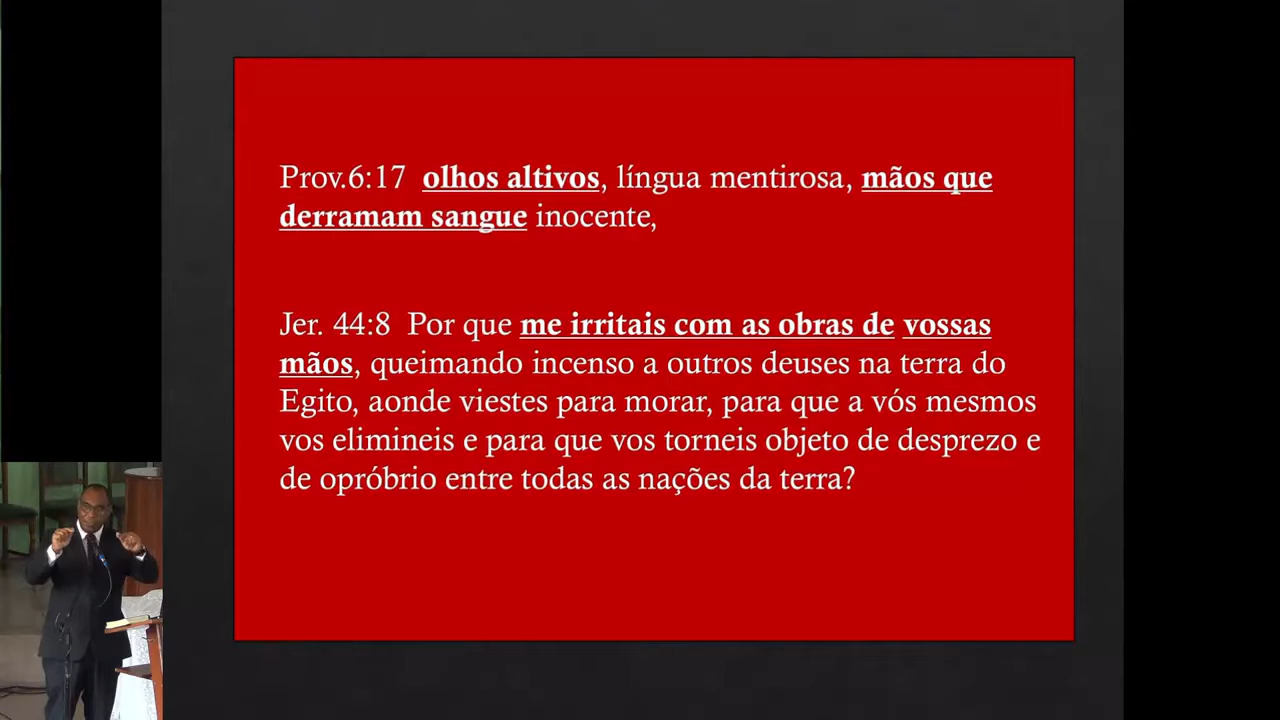 Prov.6:17 olhos altivos, língua mentirosa, mãos que
derramam sangue inocente,
Jer. 44:8 Por que me irritais com as obras de vossas
mãos, queimando incenso a outros deuses na terra do
Egito, aonde viestes para morar, para que a vós mesmos
vos elimineis e para que vos torneis objeto de desprezo e
de opróbrio entre todas as nações da terra?